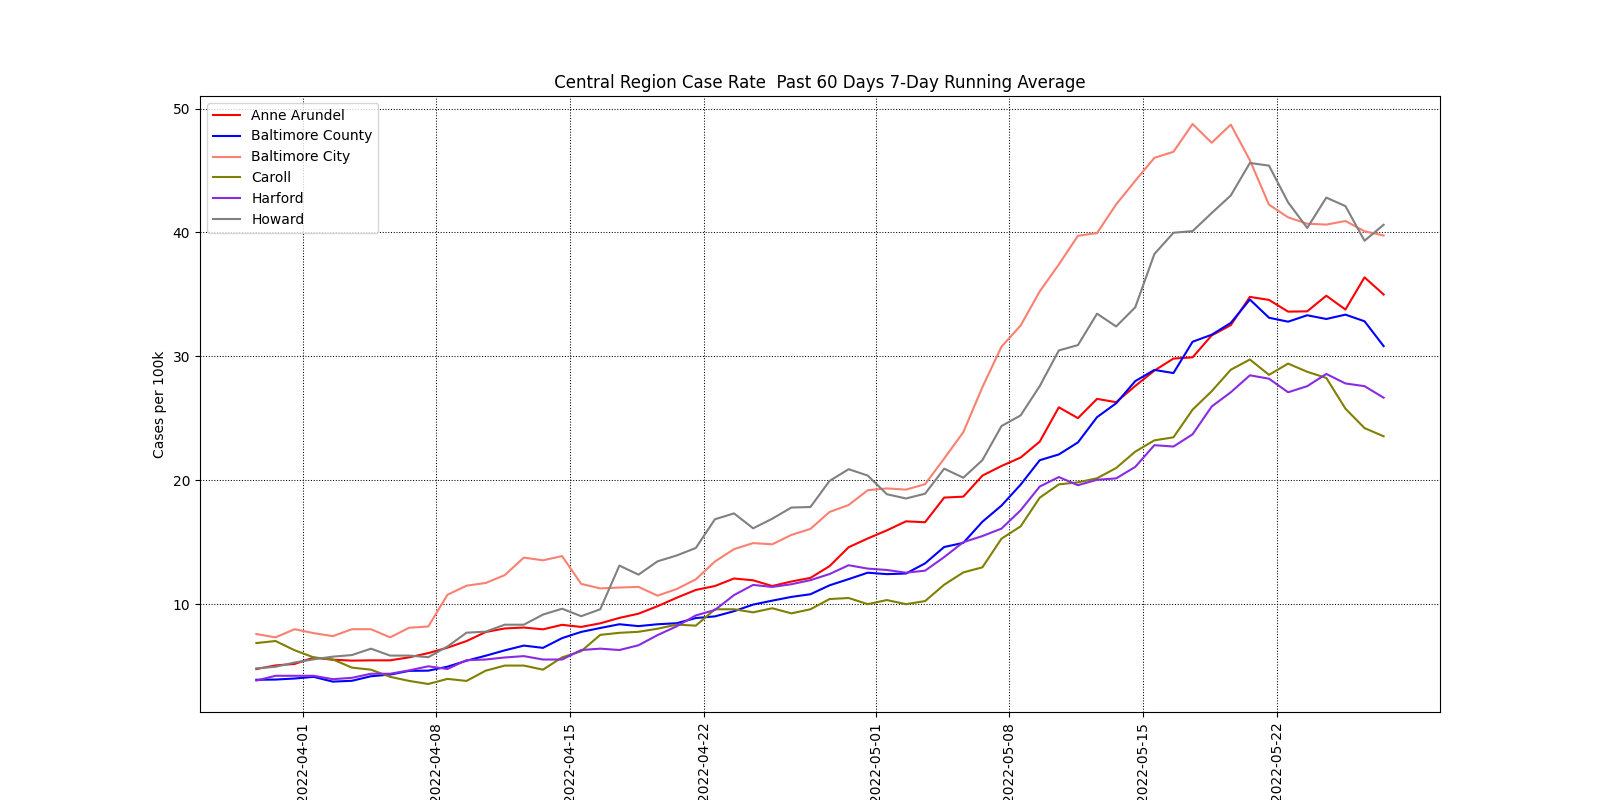 Central Region Case Rate  Past 60 Days 7-Day Running Average
Anne Arundel
Baltimore County
Baltimore City
Caroll
Harford
Howard
Cases per 100k
50
40
30
20
10
2022-04-01
2022-04-08
2022-04-15
2022-04-22
2022-05-01
2022-05-08
2022-05-15
2022-05-22